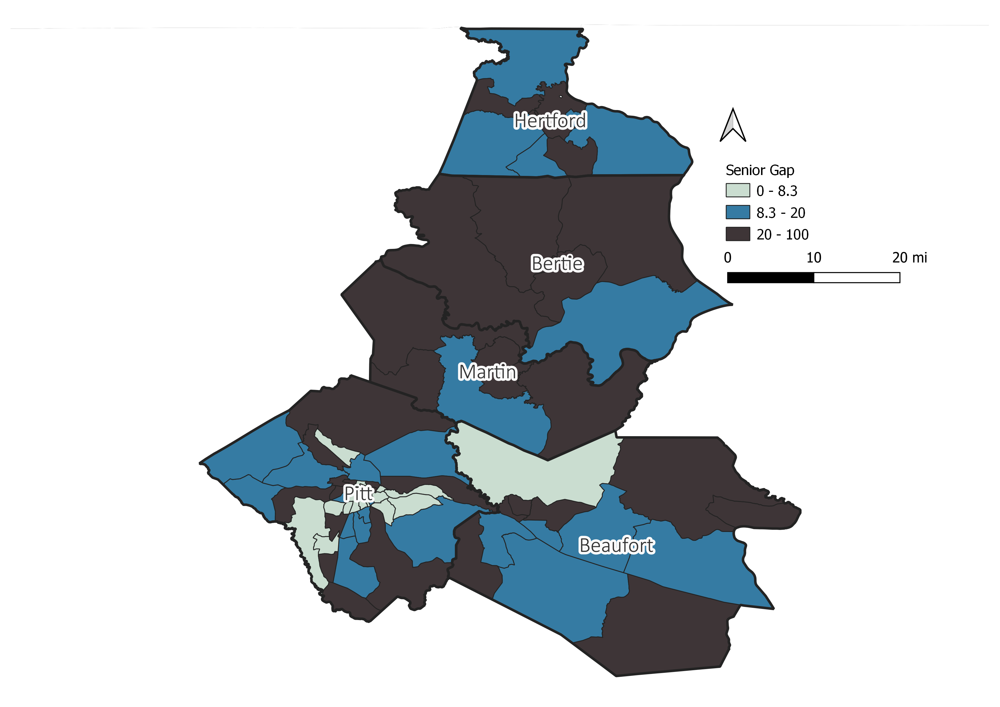 Hertford
Senior Gap
0 - 8.3
8.3 - 20
20 - 100
0 10 20 mi
Bertie
Martin
Pitt
Beaufort